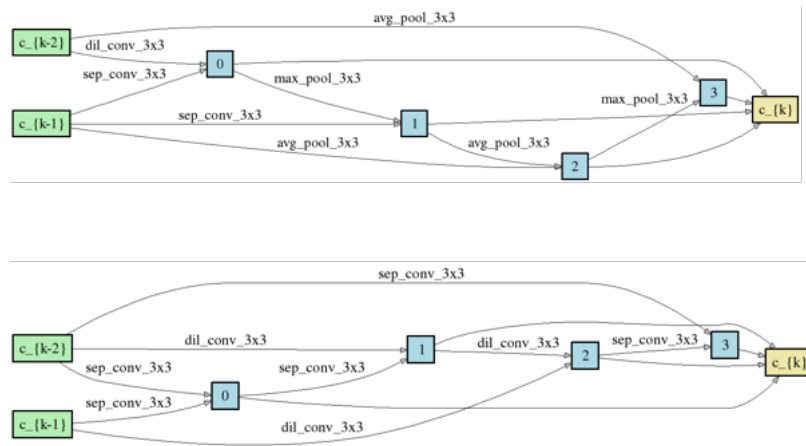 avg_pool_3x3
c_{k-2}
dil_conv_3x3
0
sep_conv_3x3
max_pool_3x3
max_pool_3x3
3
c_{k}
c_{k-1}
sep_conv_3x3
1
avg_pool_3x3
avg_pool_3x3
2
sep_conv_3x3
c_{k-2}
dil_conv_3x3
1
dil_conv_3x3
2
sep_conv_3x3
3
c_{k}
sep_conv_3x3
sep_conv_3x3
0
c_{k-1}
sep_conv_3x3
dil_conv_3x3